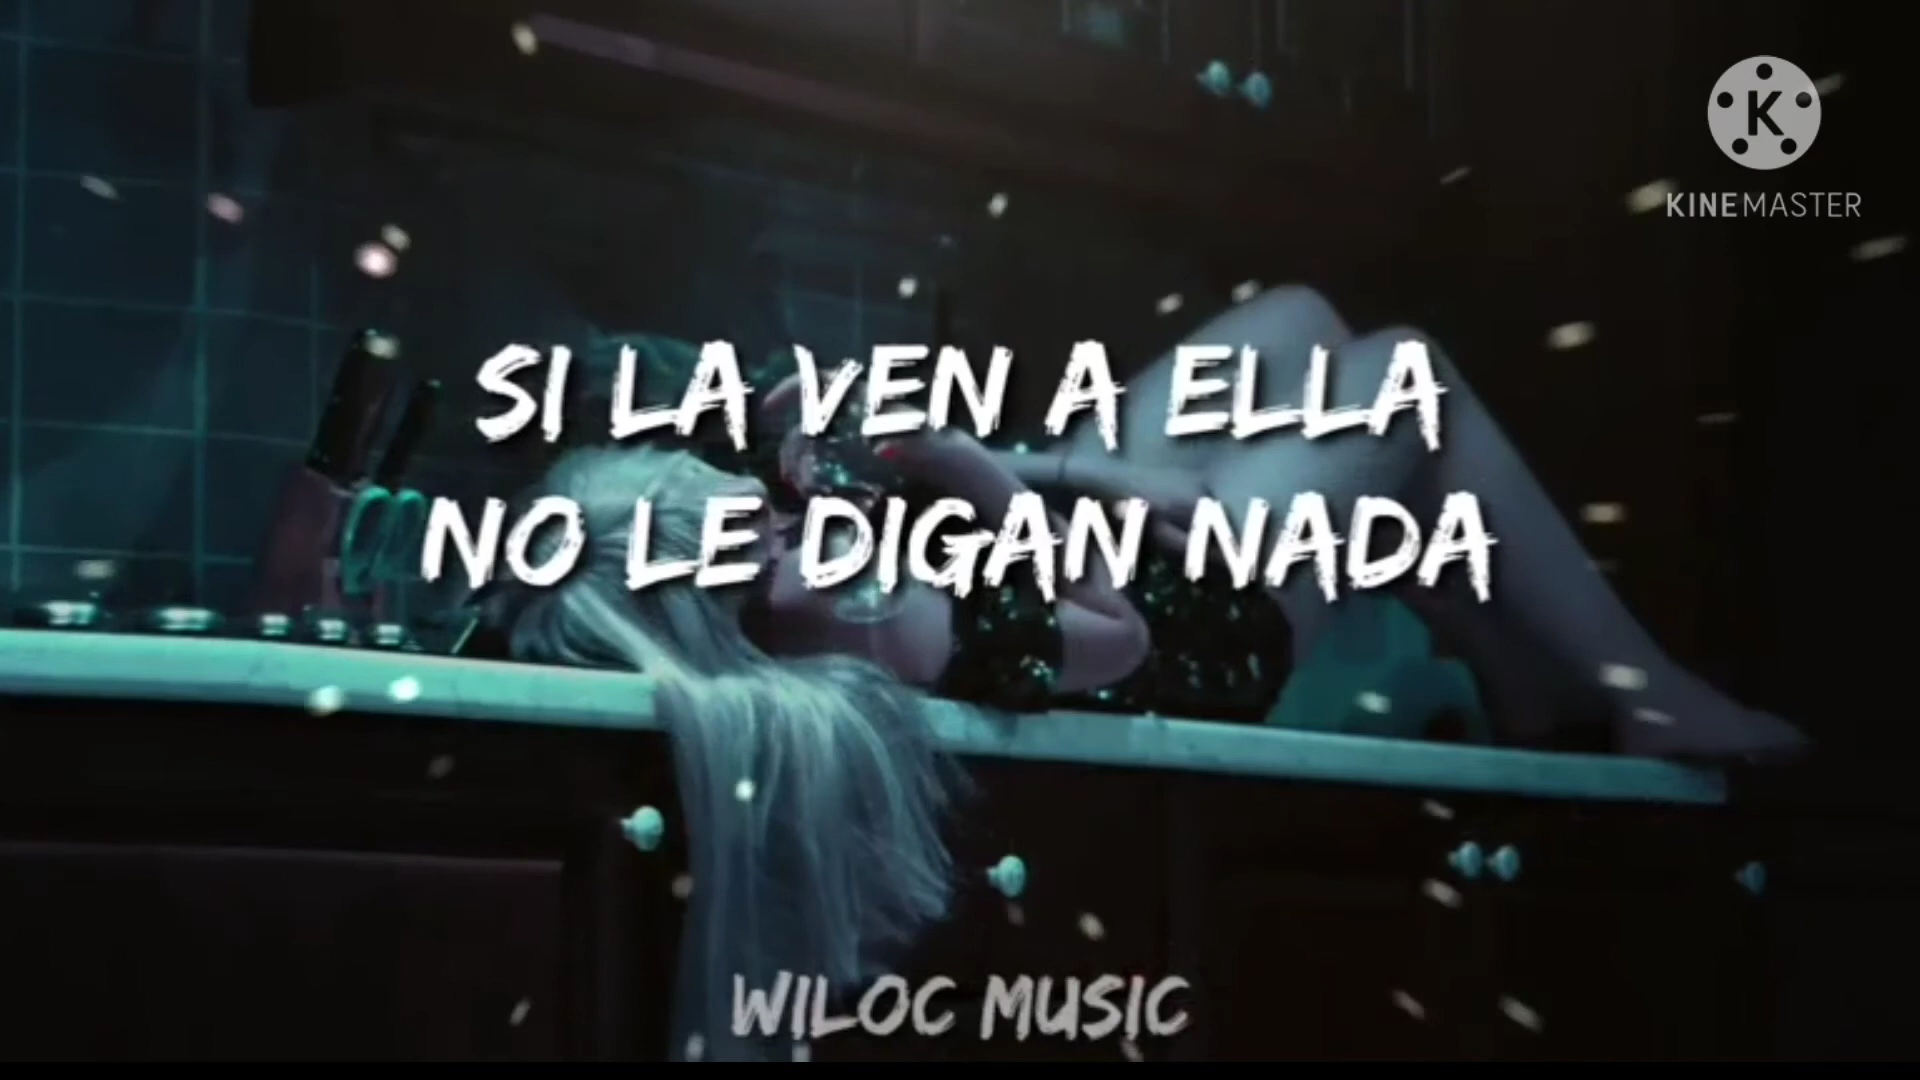 K
KINEMASTER
SI LA VEN A ELLA
NO LE DIGAN NADA
WILOC MUSIC